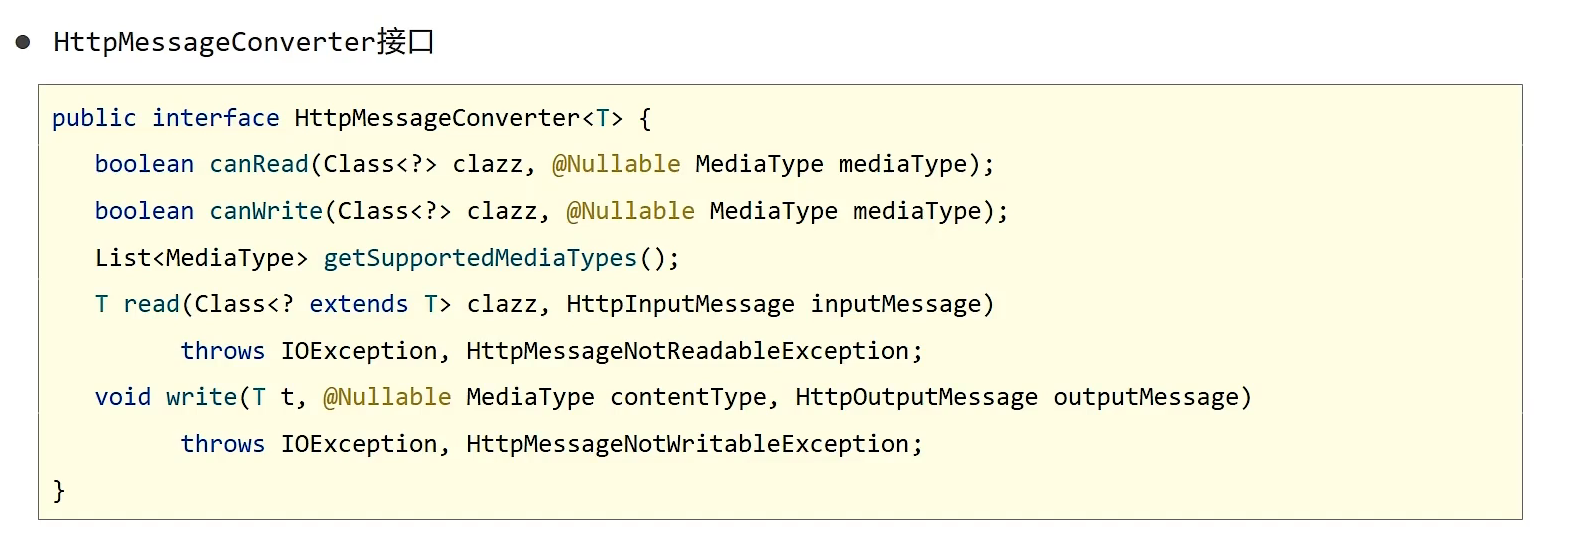 ● HttpMessageConverter接口
public interface HttpMessageConverter<T> {
boolean canRead(Class<?> clazz, @Nullable MediaType mediaType);
boolean canWrite(Class<?> clazz, @Nullable MediaType mediaType);
List<MediaType> getSupportedMediaTypes();
T read(Class<? extends T> clazz, HttpInputMessage inputMessage)
throws IOException, HttpMessageNotReadableException;
void write(T t, @Nullable MediaType contentType, HttpOutputMessage outputMessage)
throws IOException, HttpMessageNotWritableException;
}